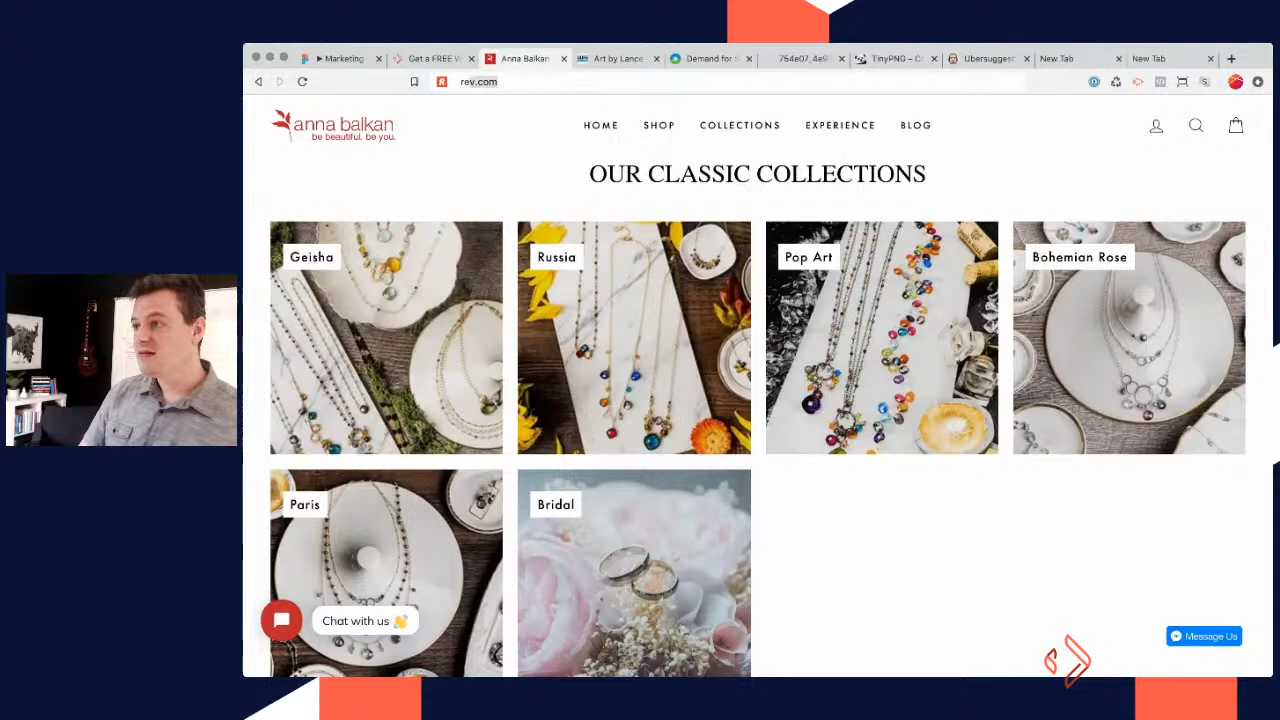 Marketing
Get a FREE W
Anna Balkan
Art by Lance
Demand for S
754e07_4e9
TinyPNG – C
Ubersuggest
New Tab
New Tab
rev.com
anna balkan
be beautiful. be you.
HOME
SHOP
COLLECTIONS
EXPERIENCE
BLOG
OUR CLASSIC COLLECTIONS
Geisha
Russia
Pop Art
Bohemian Rose
Paris
Bridal
Chat with us 👋
Message Us